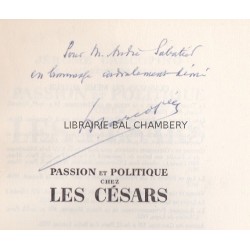 Pour M. André Sabatier
en hommage cordialement dévoué
LIBRAIRIE BAL CHAMBERY
PASSION ET POLITIQUE
CHEZ
LES CÉSARS